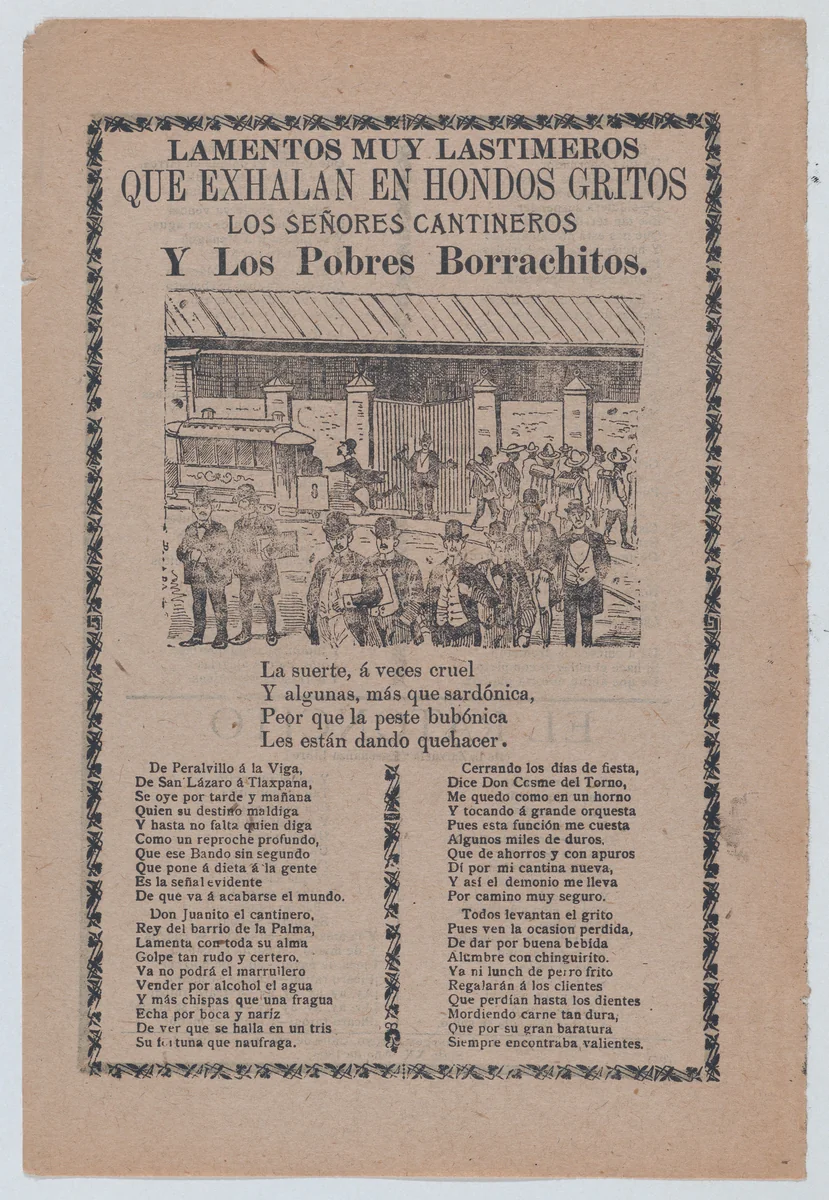 LAMENTOS MUY LASTIMEROS
QUE EXHALAN EN HONDOS GRITOS
LOS SEÑORES CANTINEROS
Y Los Pobres Borrachitos.
La suerte, á veces cruel
Y algunas, más que sardónica,
Peor que la peste bubónica
Les están dando quehacer.
De Peralvillo á la Viga,
De San Lázaro á Tlaxpana,
Se oye por tarde y mañana
Quien su destino maldiga
Y hasta no falta quien diga
Como un reproche profundo,
Que ese Bando sin segundo
Que pone á dieta á la gente
Es la señal evidente
De que va á acabarse el mundo.
Don Juanito el cantinero,
Rey del barrio de la Palma,
Lamenta con toda su alma
Golpe tan rudo y certero.
Ya no podrá el marrullero
Vender por alcohol el agua
Y más chispas que una fragua
Echa por boca y nariz
De ver que se halla en un tris
Su fortuna que naufraga.
Cerrando los días de fiesta,
Dice Don Cosme del Torno,
Me quedo como en un horno
Y tocando á grande orquesta
Pues esta función me cuesta
Algunos miles de duros.
Que de ahorros y con apuros
Dí por mi cantina nueva,
Y así el demonio me lleva
Por camino muy seguro.
Todos levantan el grito
Pues ven la ocasion perdida,
De dar por buena bebida
Alumbre con chinguirito.
Ya ni lunch de perro frito
Regalarán á los clientes
Que perdían hasta los dientes
Mordiendo carne tan dura,
Que por su gran baratura
Siempre encontraba valientes.